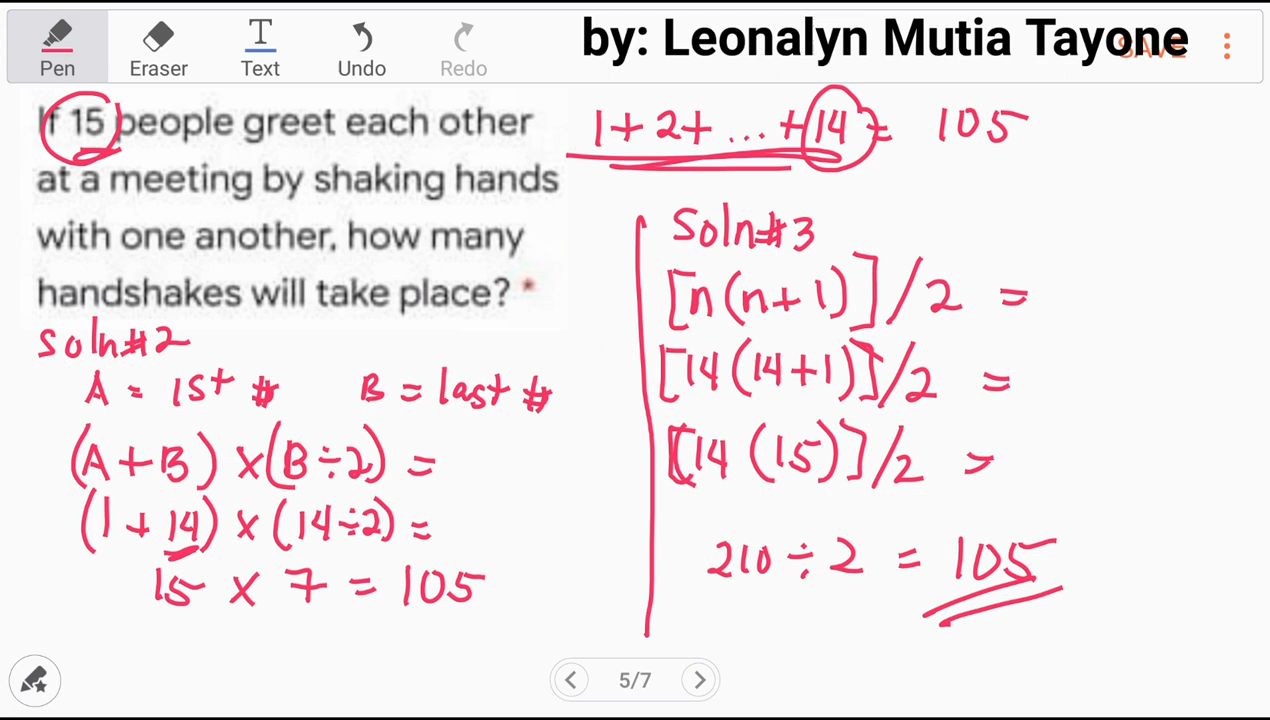 Pen Eraser Text Undo Redo
by: Leonalyn Mutia Tayone
If 15 people greet each other
at a meeting by shaking hands
with one another, how many
handshakes will take place? *
1 + 2 + ... + 14 = 105
Soln#2
A = 1st # B = last #
(A + B) x (B ÷ 2) =
(1 + 14) x (14 ÷ 2) =
15 x 7 = 105
Soln#3
[n (n + 1)] / 2 =
[14 (14 + 1)] / 2 =
[14 (15)] / 2 =
210 ÷ 2 = 105
5/7